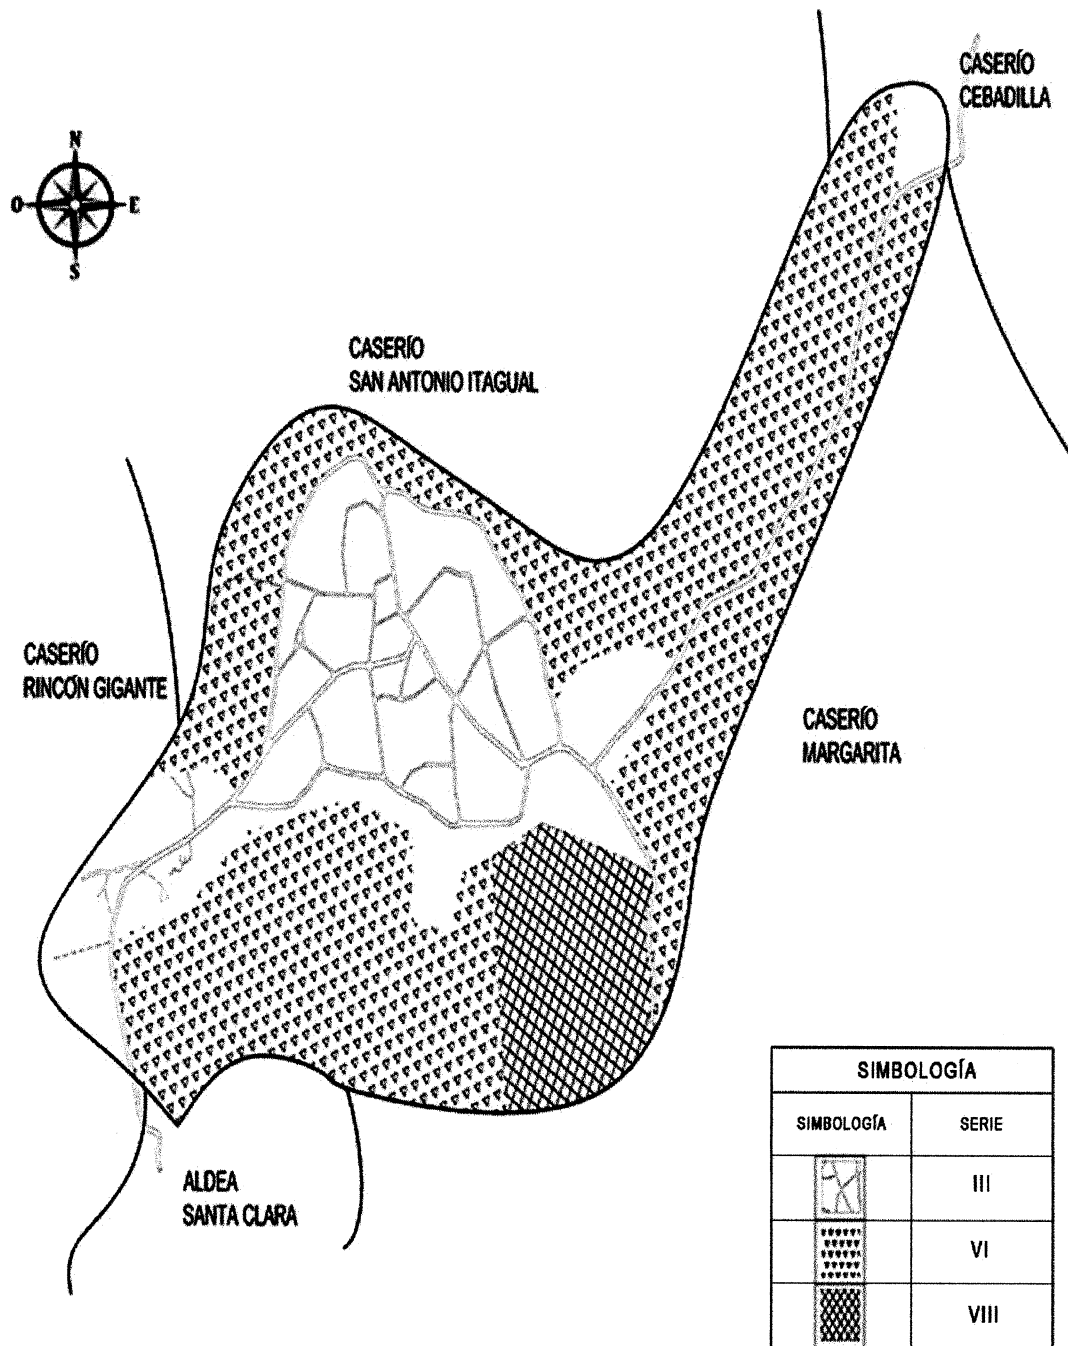 CASERÍO
CEBADILLA
N
O E
S
CASERÍO
SAN ANTONIO ITAGUAL
CASERÍO
RINCÓN GIGANTE
CASERÍO
MARGARITA
ALDEA
SANTA CLARA
SIMBOLOGÍA
SIMBOLOGÍA SERIE
III
VI
VIII